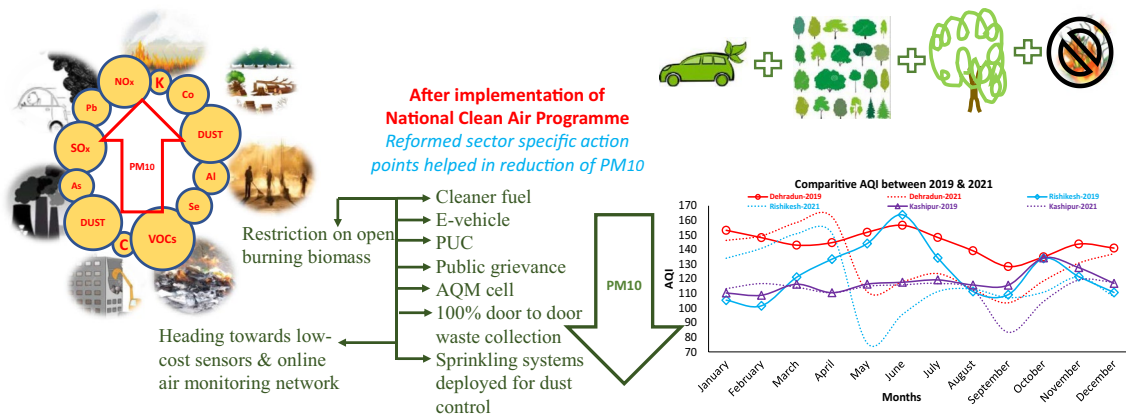 NOx
K
Co
Pb
DUST
SOx
PM10
Al
As
Se
DUST
C
VOCs
After implementation of
National Clean Air Programme
Reformed sector specific action
points helped in reduction of PM10
Cleaner fuel
E-vehicle
PUC
Public grievance
AQM cell
100% door to door
waste collection
Sprinkling systems
deployed for dust
control
Restriction on open
burning biomass
Heading towards low-
cost sensors & online
air monitoring network
PM10
Comparitive AQI between 2019 & 2021
Dehradun-2019
Dehradun-2021
Rishikesh-2019
Rishikesh-2021
Kashipur-2019
Kashipur-2021
AQI
170
160
150
140
130
120
110
100
90
80
70
January
February
March
April
May
June
July
August
September
October
November
December
Months